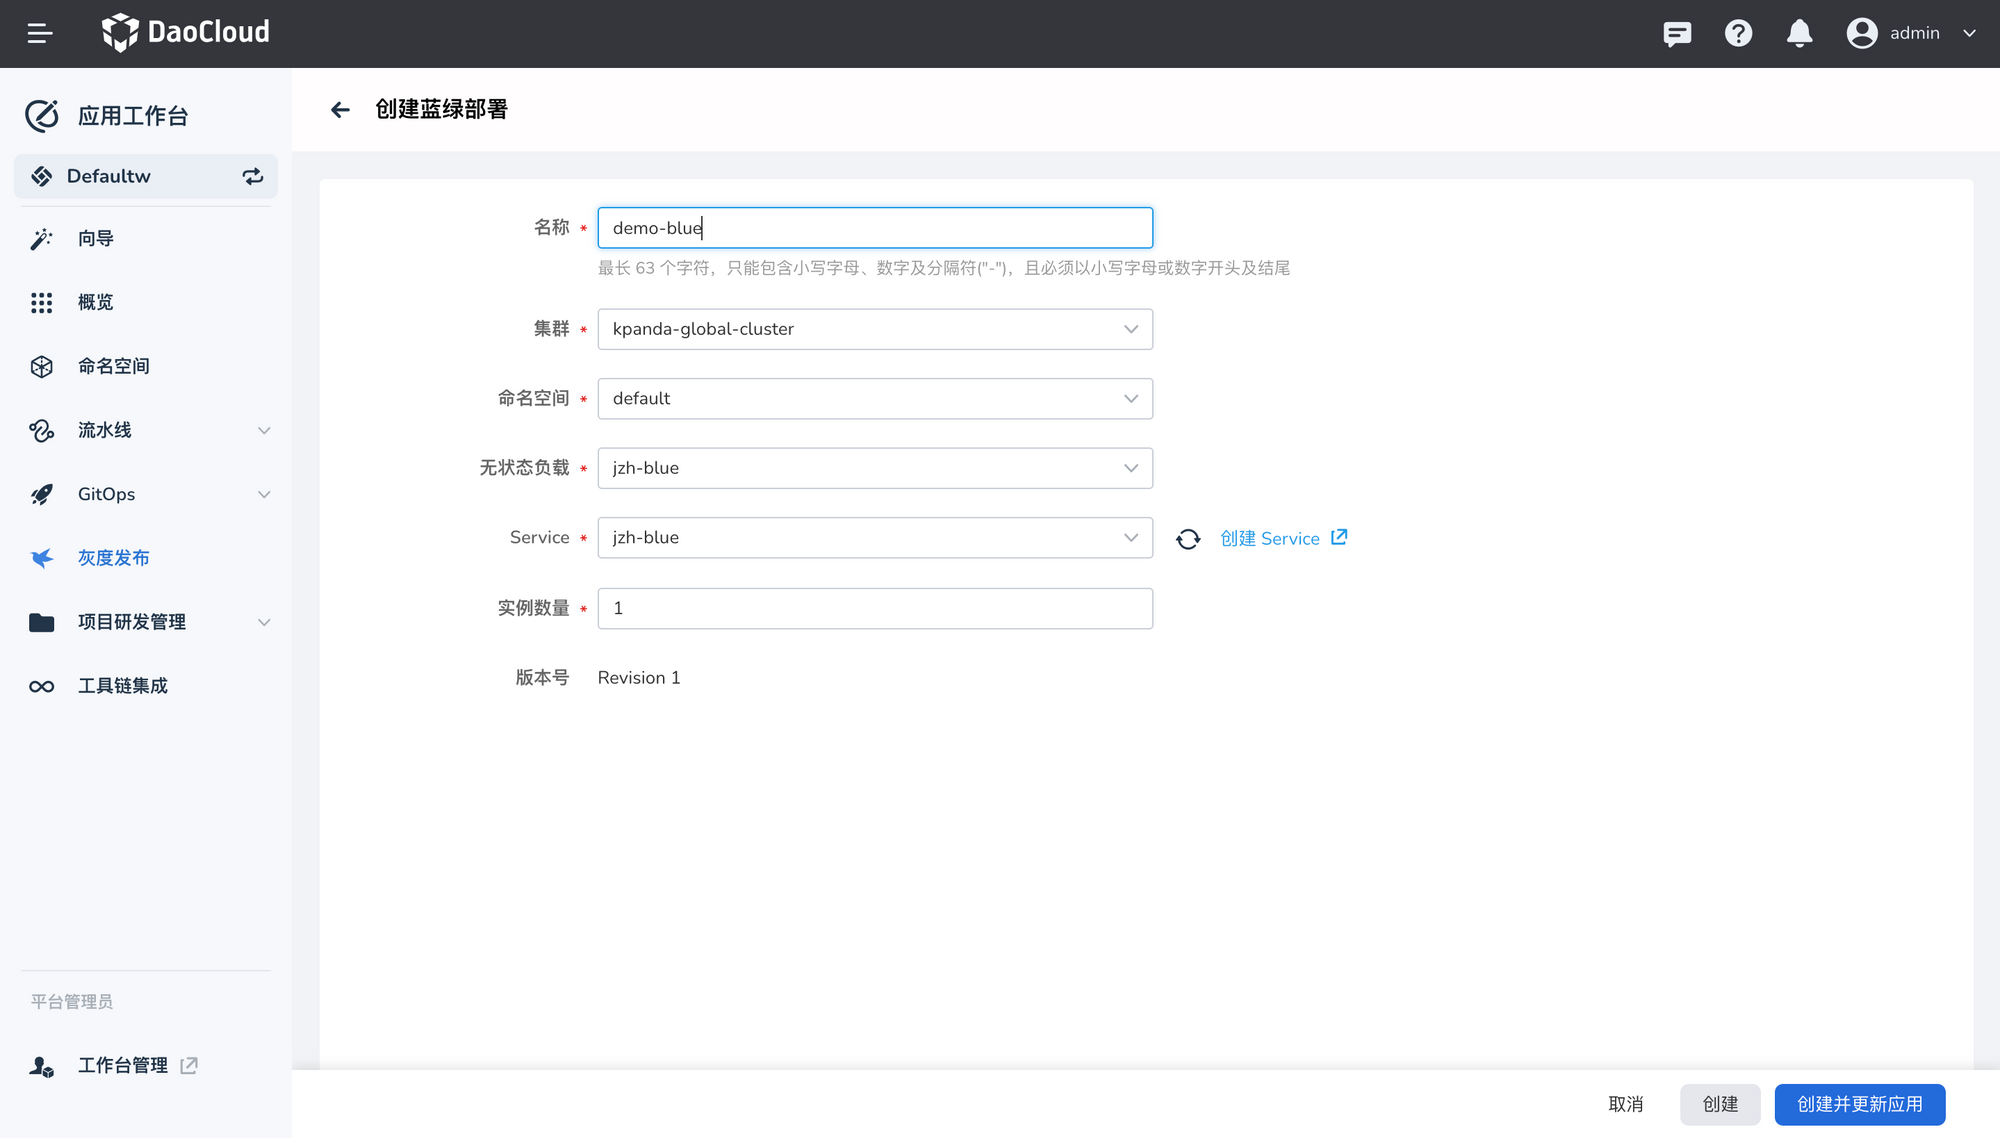 DaoCloud
admin
应用工作台
Defaultw
向导
概览
命名空间
流水线
GitOps
灰度发布
项目研发管理
工具链集成
平台管理员
工作台管理
创建蓝绿部署
名称 * demo-blue
最长 63 个字符，只能包含小写字母、数字及分隔符("-")，且必须以小写字母或数字开头及结尾
集群 * kpanda-global-cluster
命名空间 * default
无状态负载 * jzh-blue
Service * jzh-blue 创建 Service
实例数量 * 1
版本号 Revision 1
取消 创建 创建并更新应用